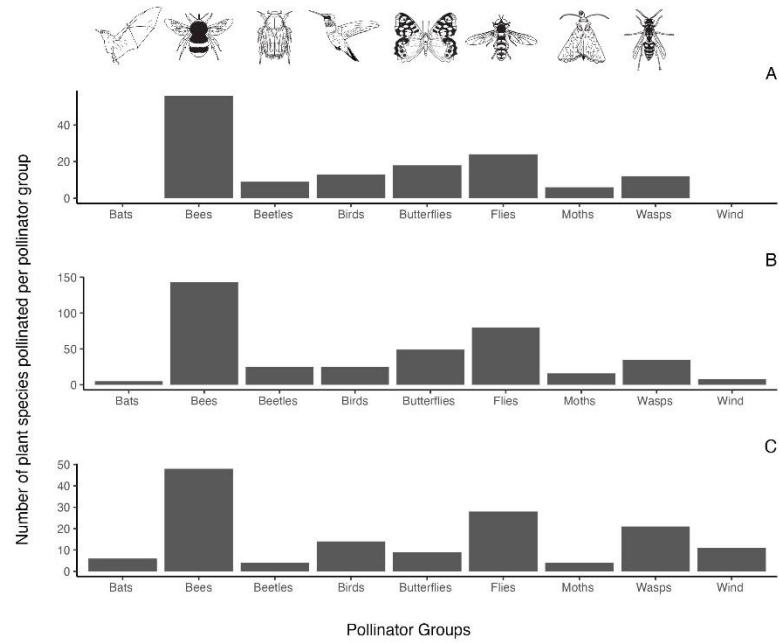 A
Number of plant species pollinated per pollinator group
40
20
0
Bats Bees Beetles Birds Butterflies Flies Moths Wasps Wind
B
150
100
50
0
Bats Bees Beetles Birds Butterflies Flies Moths Wasps Wind
C
50
40
30
20
10
0
Bats Bees Beetles Birds Butterflies Flies Moths Wasps Wind
Pollinator Groups